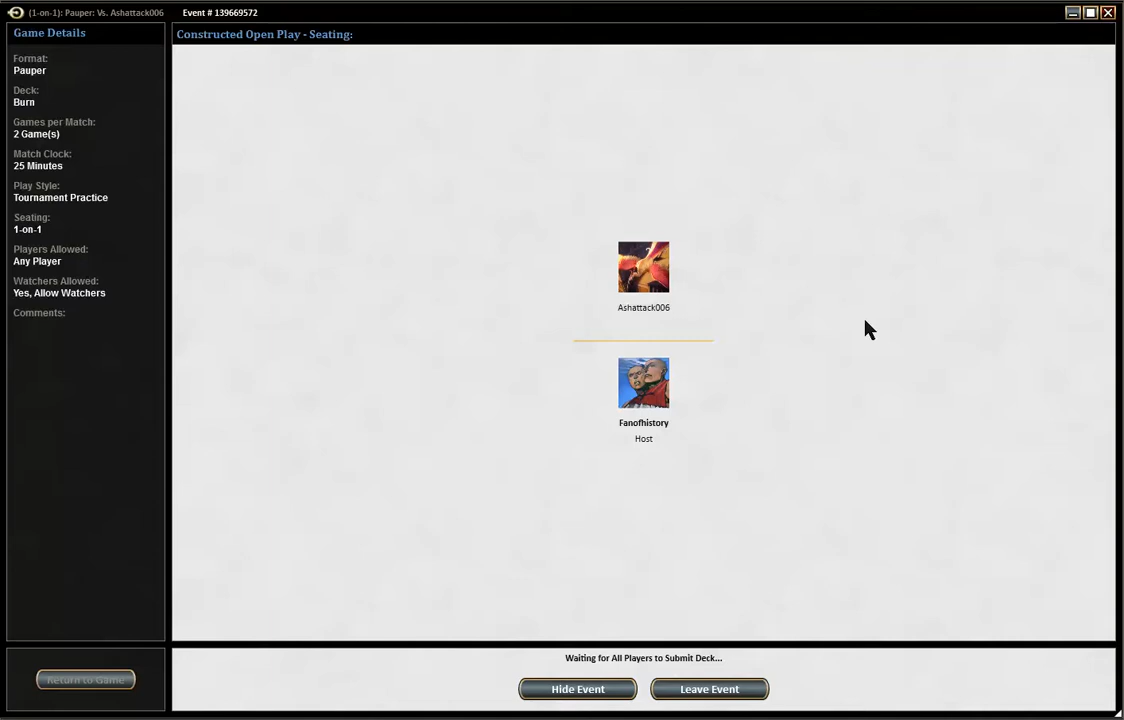 (1-on-1): Pauper: Vs. Ashattack006 Event # 139669572
Game Details
Format:
Pauper
Deck:
Burn
Games per Match:
2 Game(s)
Match Clock:
25 Minutes
Play Style:
Tournament Practice
Seating:
1-on-1
Players Allowed:
Any Player
Watchers Allowed:
Yes, Allow Watchers
Comments:
Return to Game
Constructed Open Play - Seating:
Ashattack006
Fanofhistory
Host
Waiting for All Players to Submit Deck...
Hide Event Leave Event